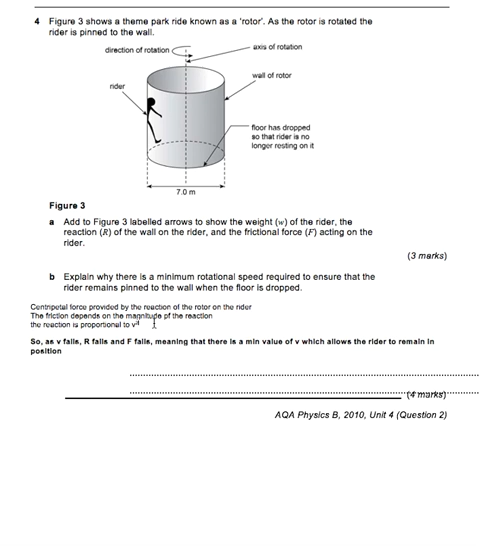 4 Figure 3 shows a theme park ride known as a 'rotor'. As the rotor is rotated the
rider is pinned to the wall.
direction of rotation
axis of rotation
wall of rotor
rider
floor has dropped
so that rider is no
longer resting on it
7.0 m
Figure 3
a Add to Figure 3 labelled arrows to show the weight (w) of the rider, the
reaction (R) of the wall on the rider, and the frictional force (F) acting on the
rider.
(3 marks)
b Explain why there is a minimum rotational speed required to ensure that the
rider remains pinned to the wall when the floor is dropped.
Centripetal force provided by the reaction of the rotor on the rider
The friction depends on the magnitude of the reaction
the reaction is proportional to
So, as v falls, R falls and F falls, meaning that there is a min value of v which allows the rider to remain in
position
(4 marks)
AQA Physics B, 2010, Unit 4 (Question 2)